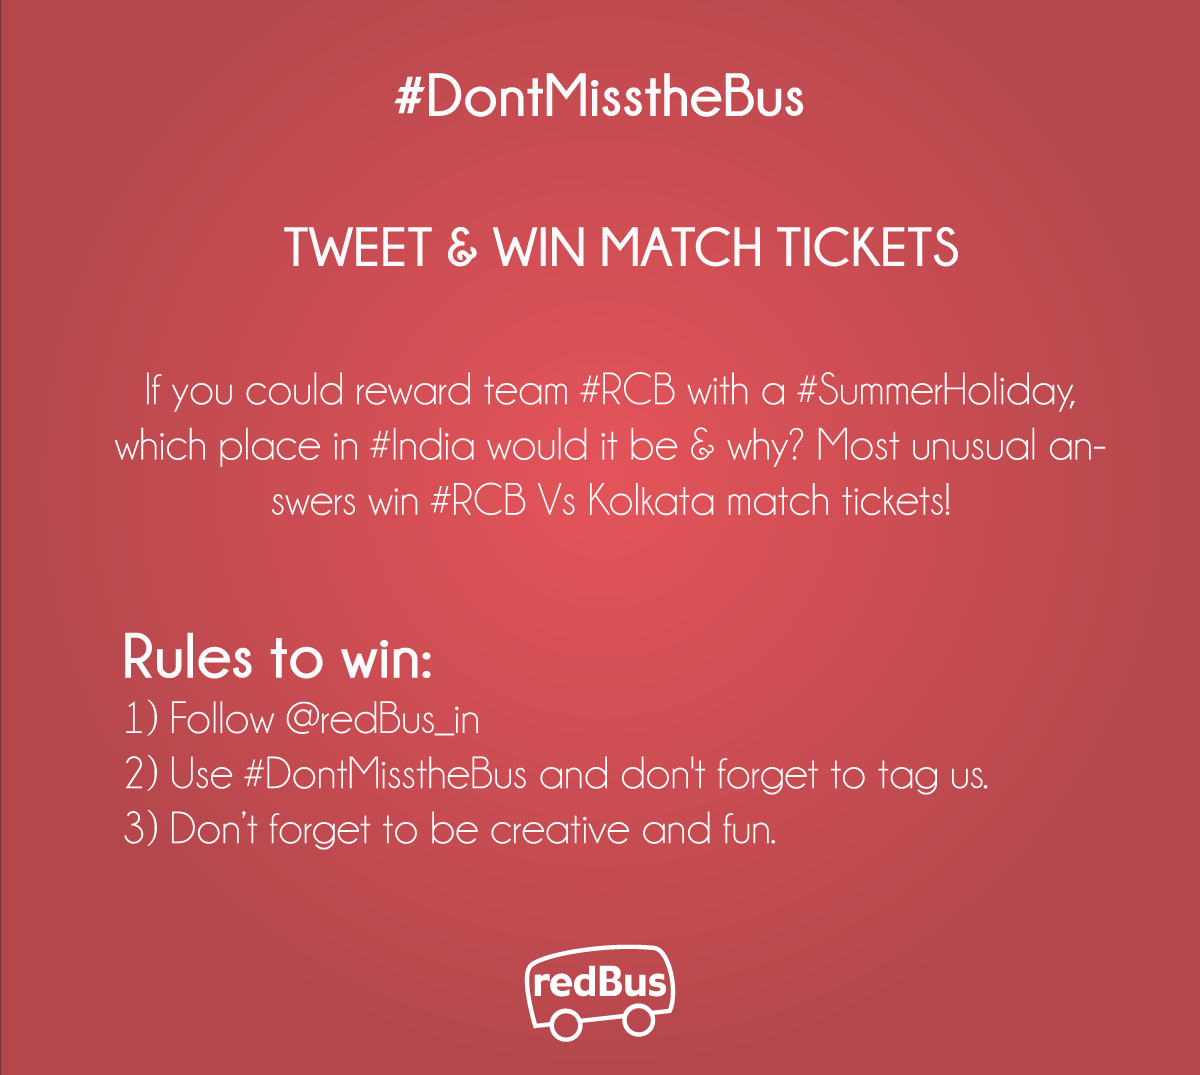 #DontMisstheBus
TWEET & WIN MATCH TICKETS
If you could reward team #RCB with a #SummerHoliday,
which place in #India would it be & why? Most unusual an-
swers win #RCB Vs Kolkata match tickets!
Rules to win:
1) Follow @redBus_in
2) Use #DontMisstheBus and don't forget to tag us.
3) Don’t forget to be creative and fun.
redBus